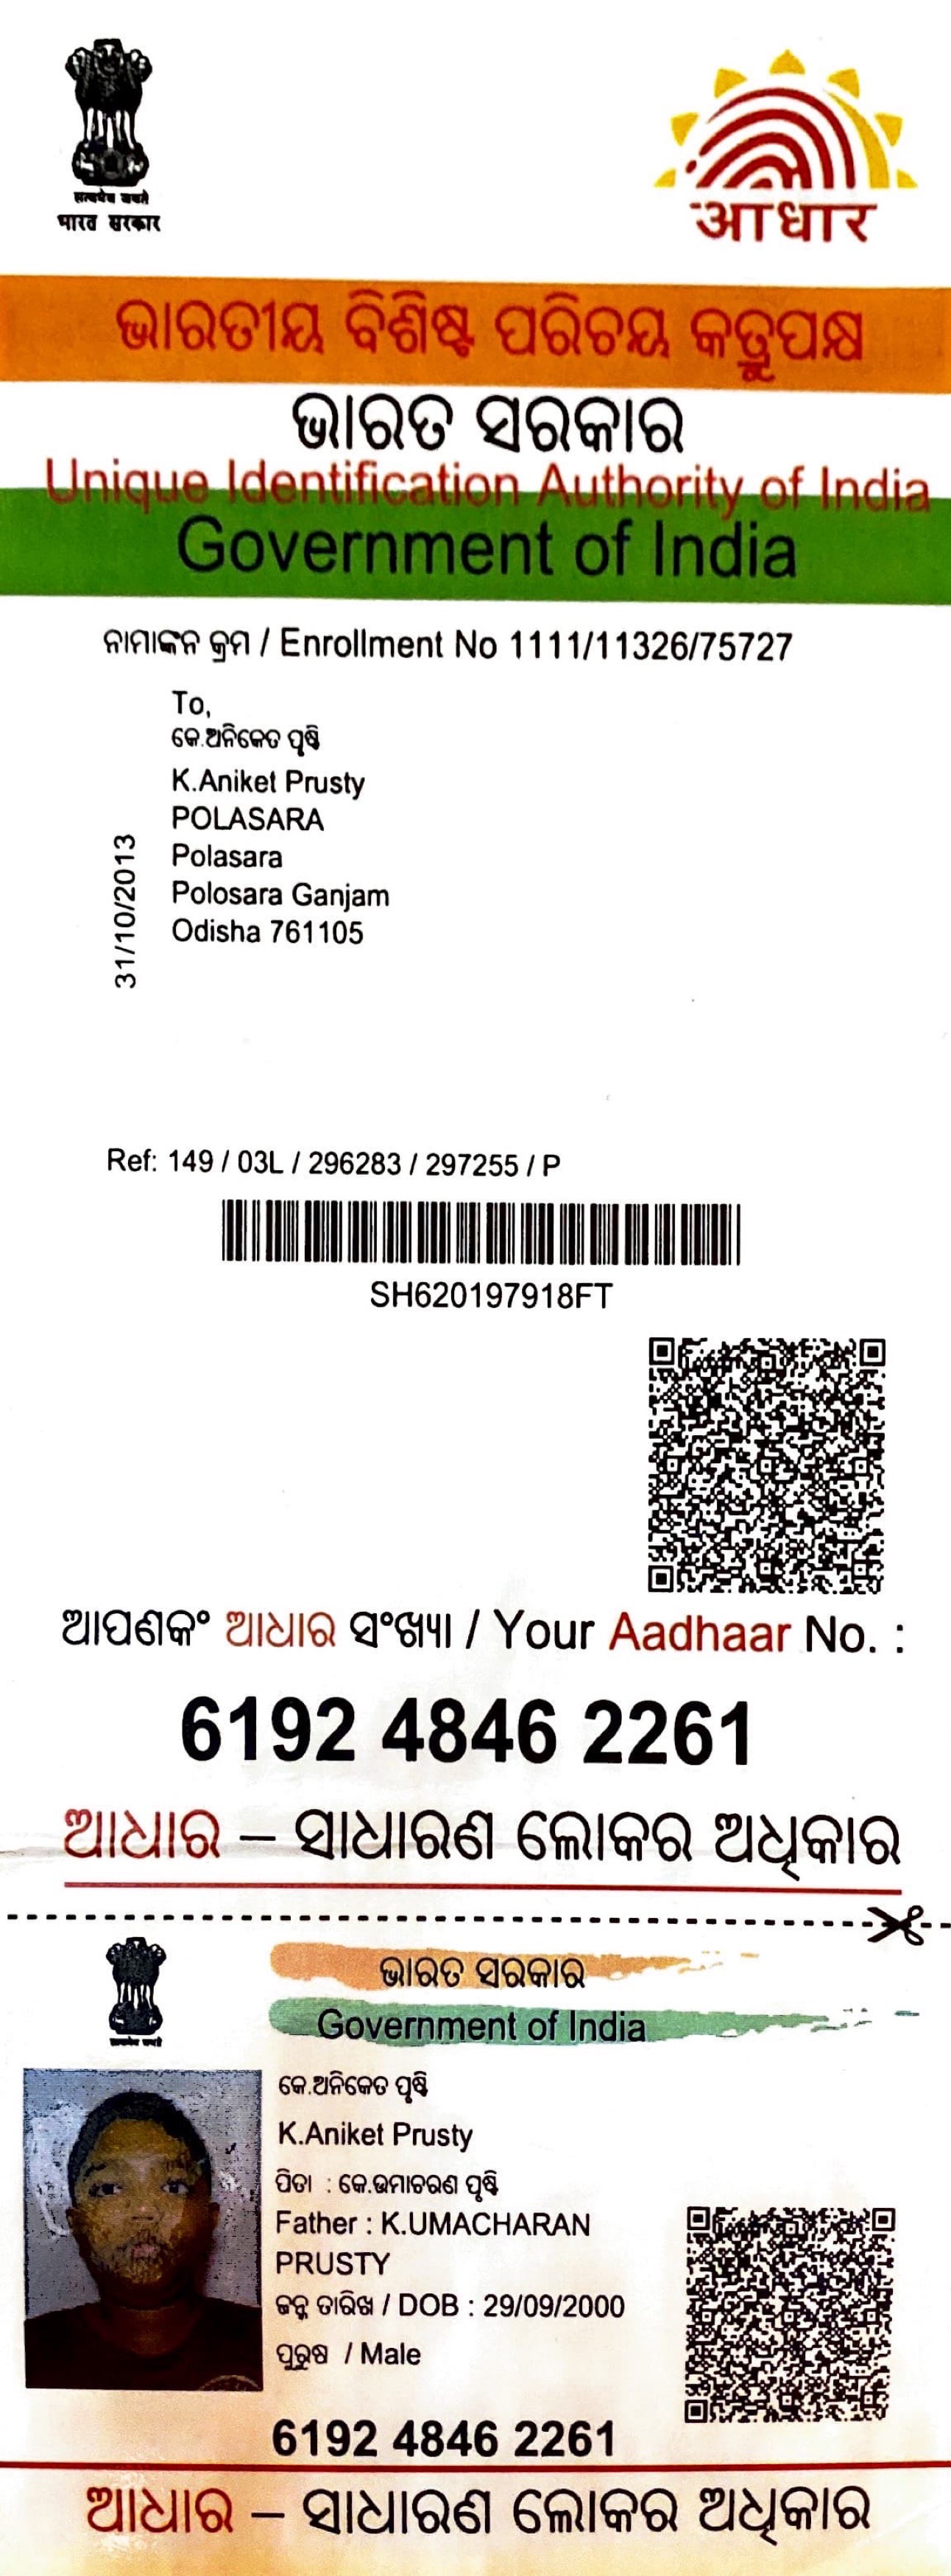 सत्यमेव जयते
भारत सरकार
आधार
ଭାରତୀୟ ବିଶିଷ୍ଟ ପରିଚୟ କର୍ତ୍ତୃପକ୍ଷ
ଭାରତ ସରକାର
Unique Identification Authority of India
Government of India
ନାମାଙ୍କନ କ୍ରମ / Enrollment No 1111/11326/75727
To,
କେ.ଅନିକେତ ପୃଷ୍ଟି
K.Aniket Prusty
POLASARA
Polasara
Polosara Ganjam
Odisha 761105
31/10/2013
Ref: 149 / 03L / 296283 / 297255 / P
SH620197918FT
ଆପଣଙ୍କ ଆଧାର ସଂଖ୍ୟା / Your Aadhaar No. :
6192 4846 2261
ଆଧାର – ସାଧାରଣ ଲୋକର ଅଧିକାର
ଭାରତ ସରକାର
Government of India
କେ.ଅନିକେତ ପୃଷ୍ଟି
K.Aniket Prusty
ପିତା : କେ.ଉମାଚରଣ ପୃଷ୍ଟି
Father : K.UMACHARAN
PRUSTY
ଜନ୍ମ ତାରିଖ / DOB : 29/09/2000
ପୁରୁଷ / Male
6192 4846 2261
ଆଧାର – ସାଧାରଣ ଲୋକର ଅଧିକାର